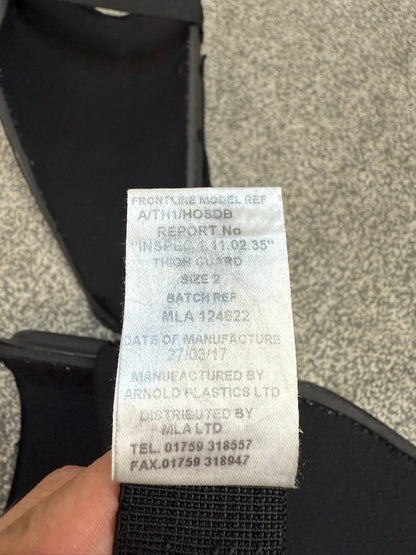 FRONTLINE MODEL REF
A/TH1/HOSDB
REPORT No
"INSPEC 1.11.02.35"
THIGH GUARD
SIZE 2
BATCH REF
MLA 124622
DATE OF MANUFACTURE
27/03/17
MANUFACTURED BY
ARNOLD PLASTICS LTD
DISTRIBUTED BY
MLA LTD
TEL. 01759 318557
FAX.01759 318947